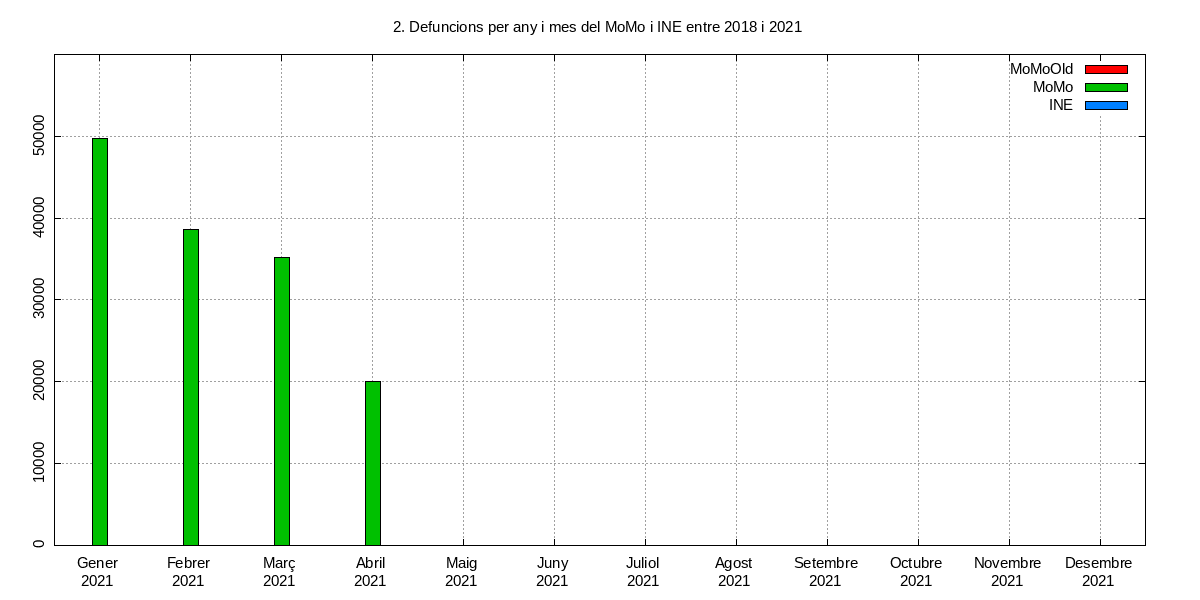 2. Defuncions per any i mes del MoMo i INE entre 2018 i 2021
MoMoOld
MoMo
INE
50000
40000
30000
20000
10000
0
Gener Febrer Març Abril Maig Juny Juliol Agost Setembre Octubre Novembre Desembre
2021 2021 2021 2021 2021 2021 2021 2021 2021 2021 2021 2021